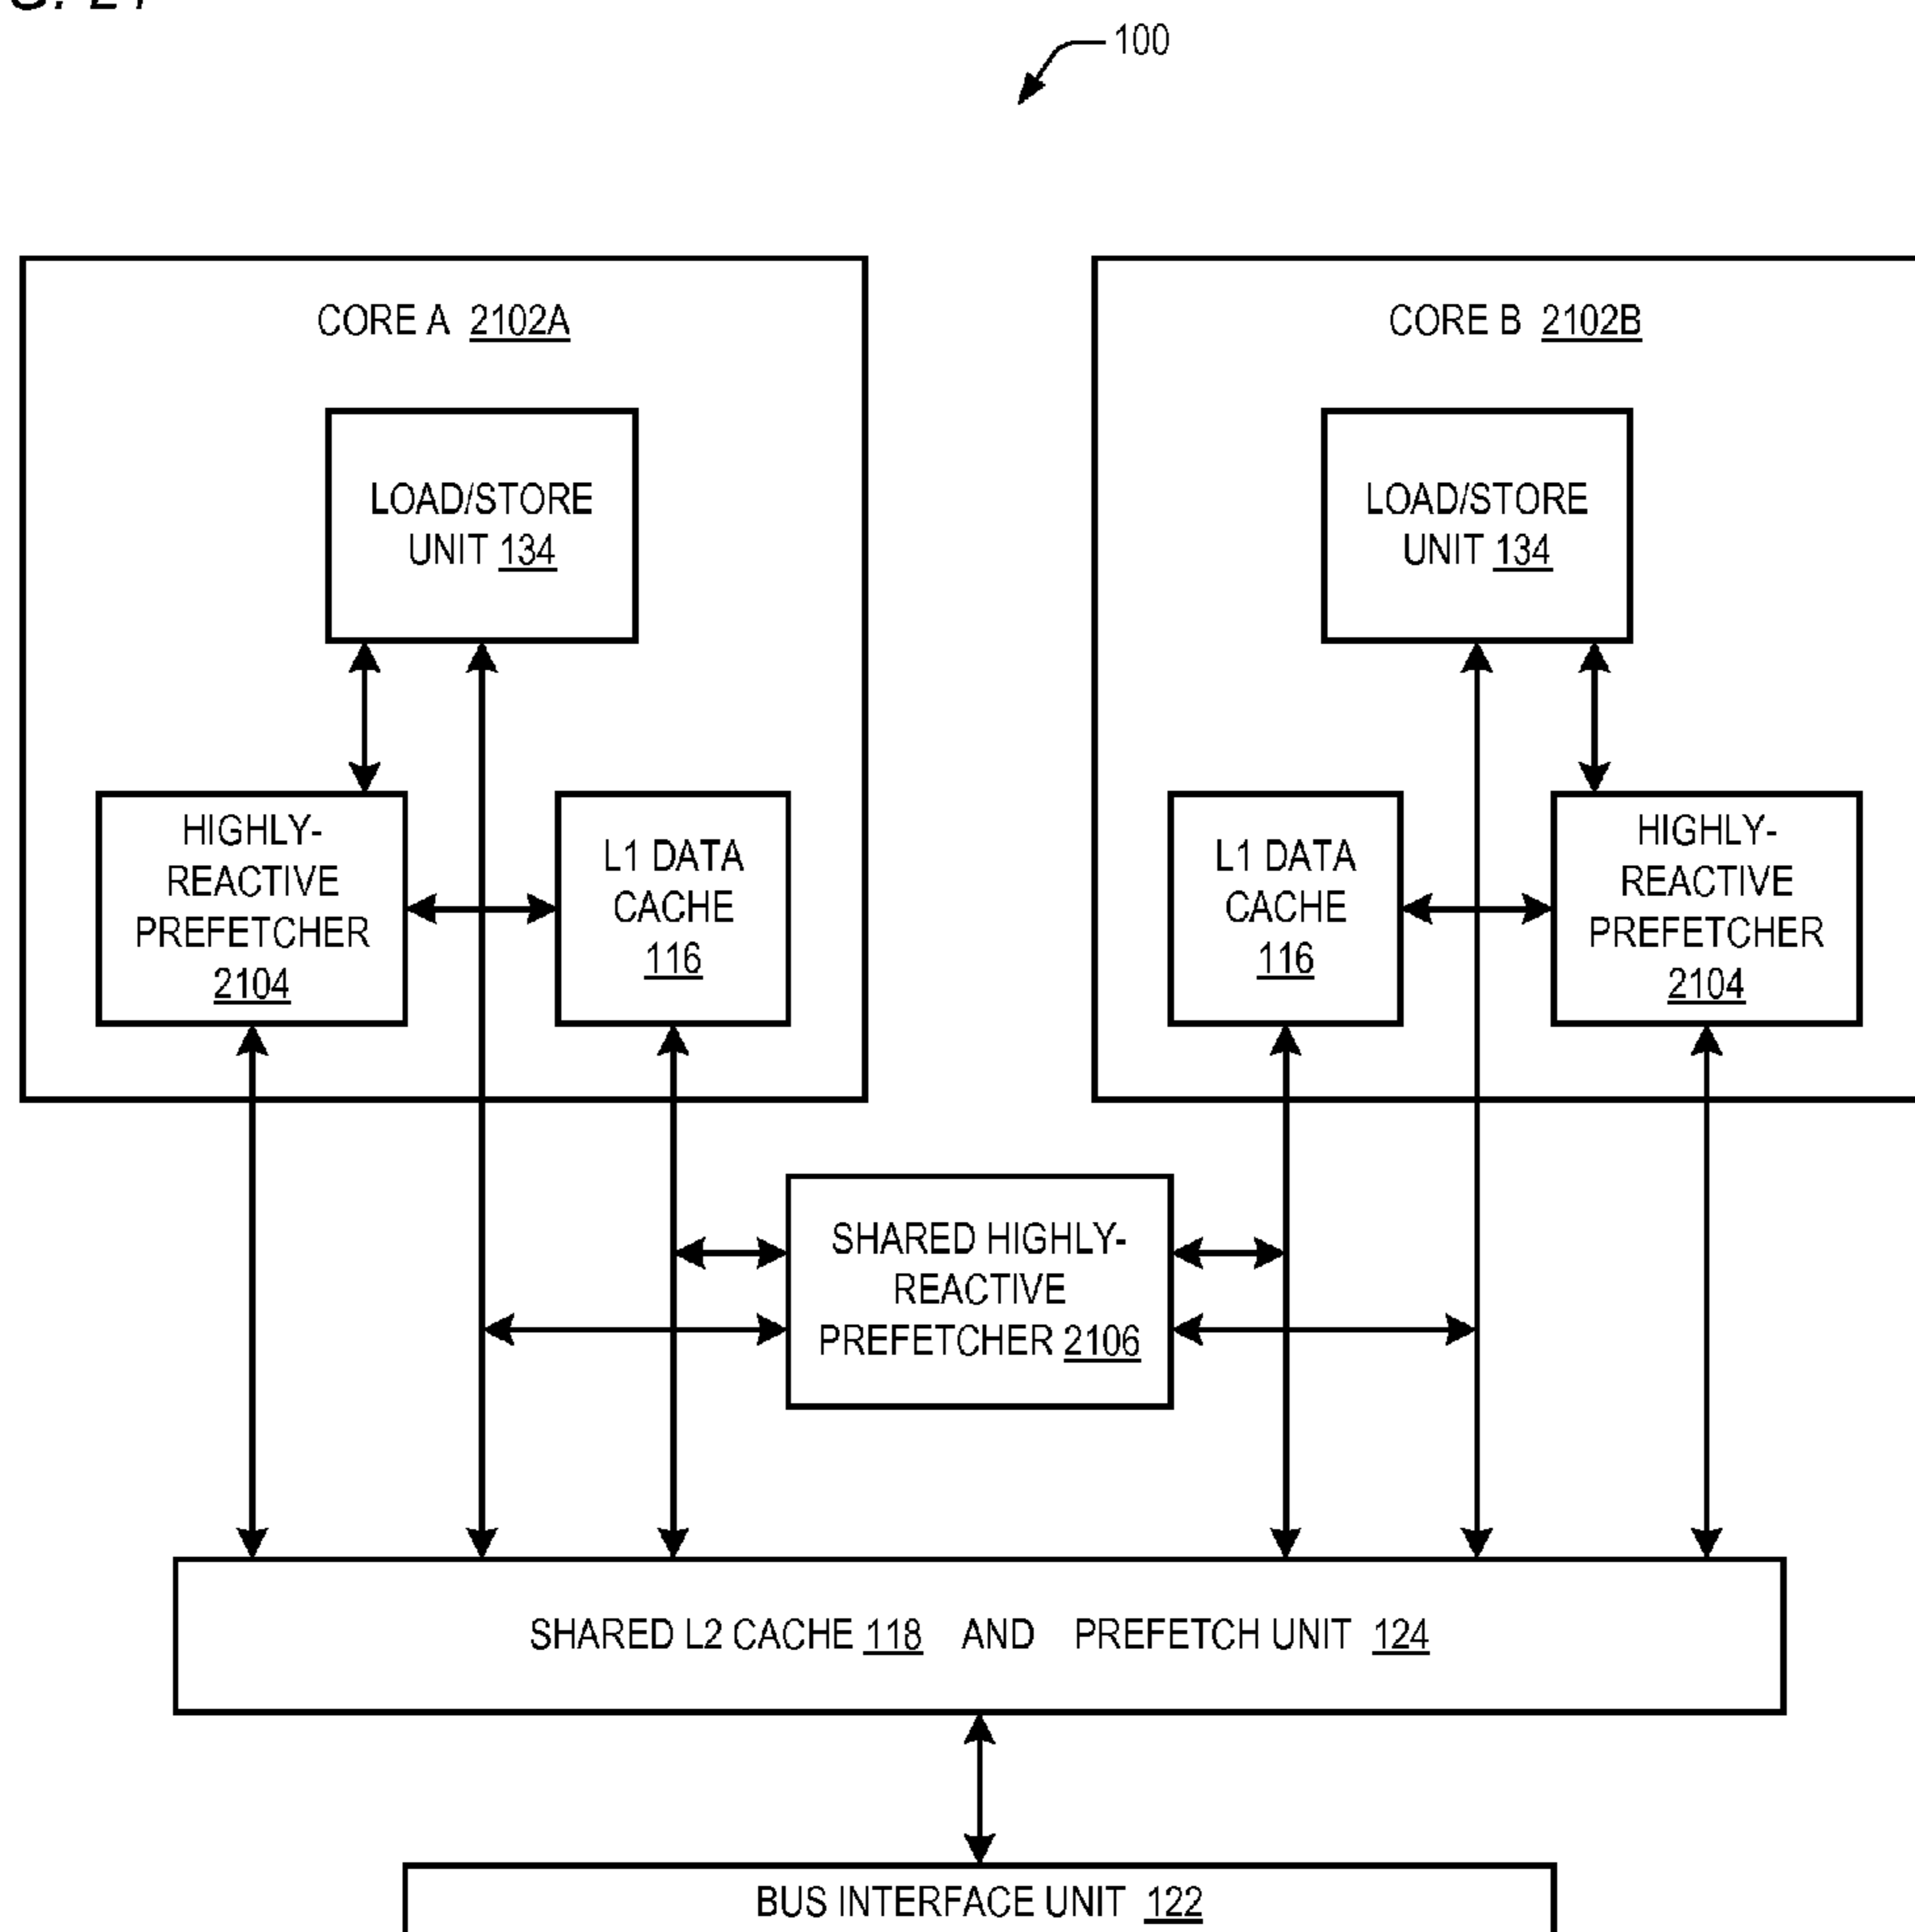 100
CORE A 2102A
CORE B 2102B
LOAD/STORE
UNIT 134
LOAD/STORE
UNIT 134
HIGHLY-
REACTIVE
PREFETCHER
2104
L1 DATA
CACHE
116
L1 DATA
CACHE
116
HIGHLY-
REACTIVE
PREFETCHER
2104
SHARED HIGHLY-
REACTIVE
PREFETCHER 2106
SHARED L2 CACHE 118 AND PREFETCH UNIT 124
BUS INTERFACE UNIT 122